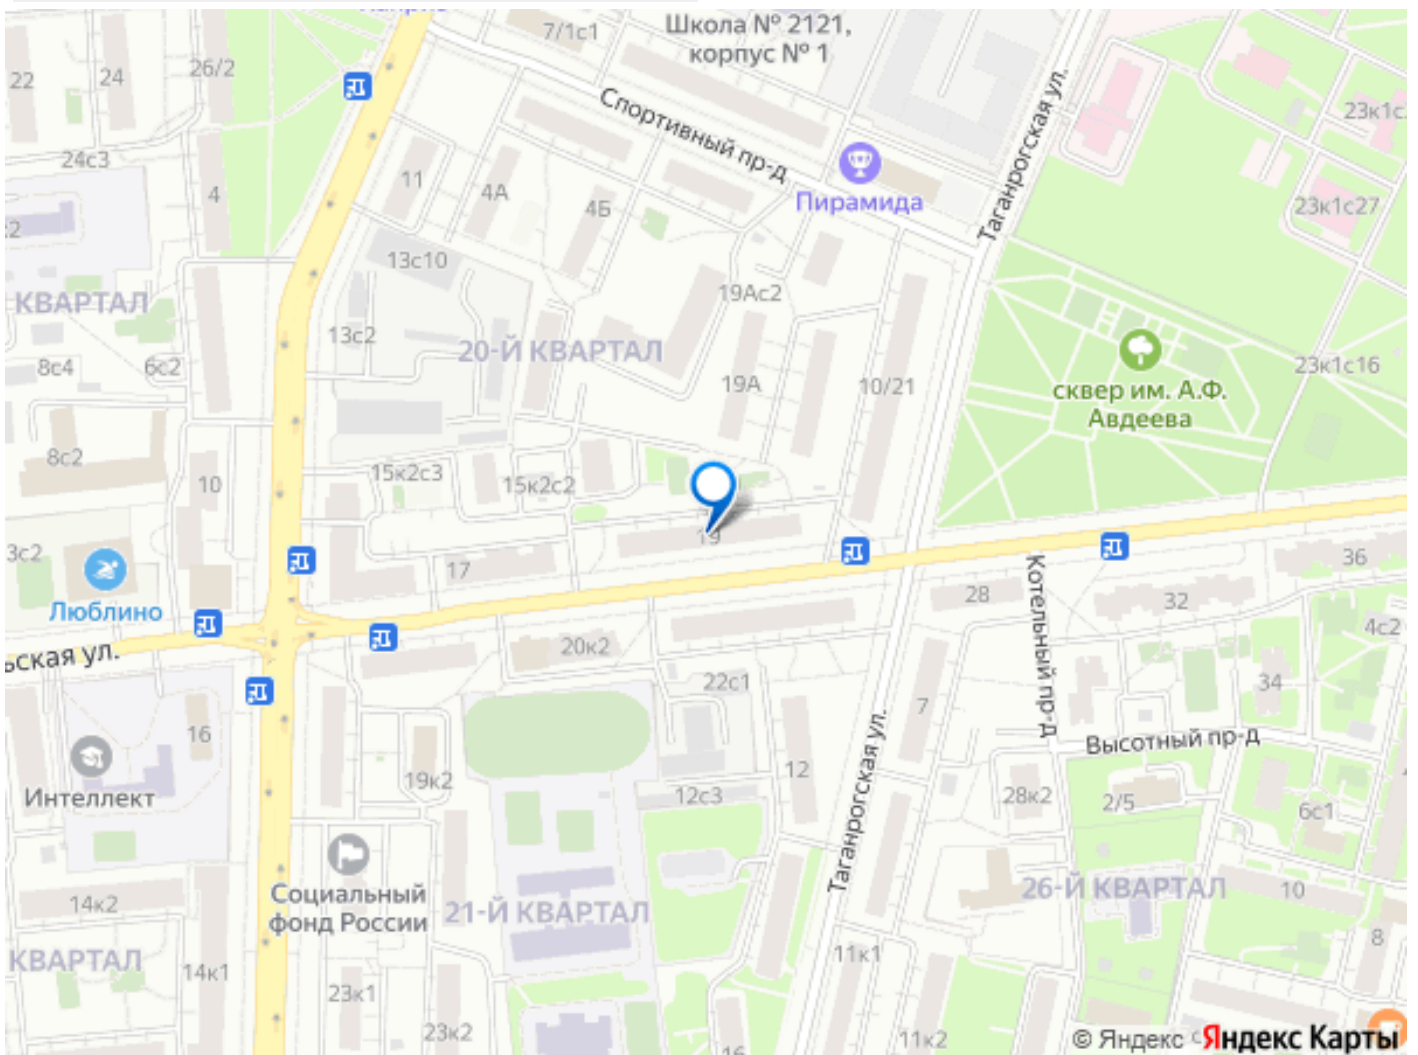 Школа № 2121,
корпус № 1
7/1с1
22
24
26/2
Спортивный пр-д
Таганрогская ул.
23к1с
24с3
11
4А
4Б
4
Пирамида
23к1с27
13с10
КВАРТАЛ
19Ас2
13с2
20-Й КВАРТАЛ
8с4
6с2
19А
10/21
23к1с16
сквер им. А.Ф.
Авдеева
8с2
10
15к2с3
15к2с2
19
3с2
17
Люблино
28
Котельный пр-д
32
36
ьская ул.
20к2
4с2
22с1
34
7
16
Высотный пр-д
Интеллект
19к2
12
12с3
Таганрогская ул.
28к2
2/5
6с1
Социальный
фонд России
14к2
21-Й КВАРТАЛ
26-Й КВАРТАЛ
10
8
КВАРТАЛ
14к1
11к1
23к1
23к2
16
11к2
© Яндекс
Яндекс Карты